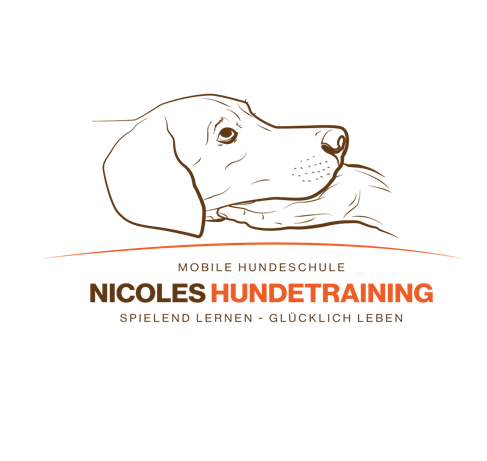 MOBILE HUNDESCHULE
NICOLES HUNDETRAINING
SPIELEND LERNEN - GLÜCKLICH LEBEN